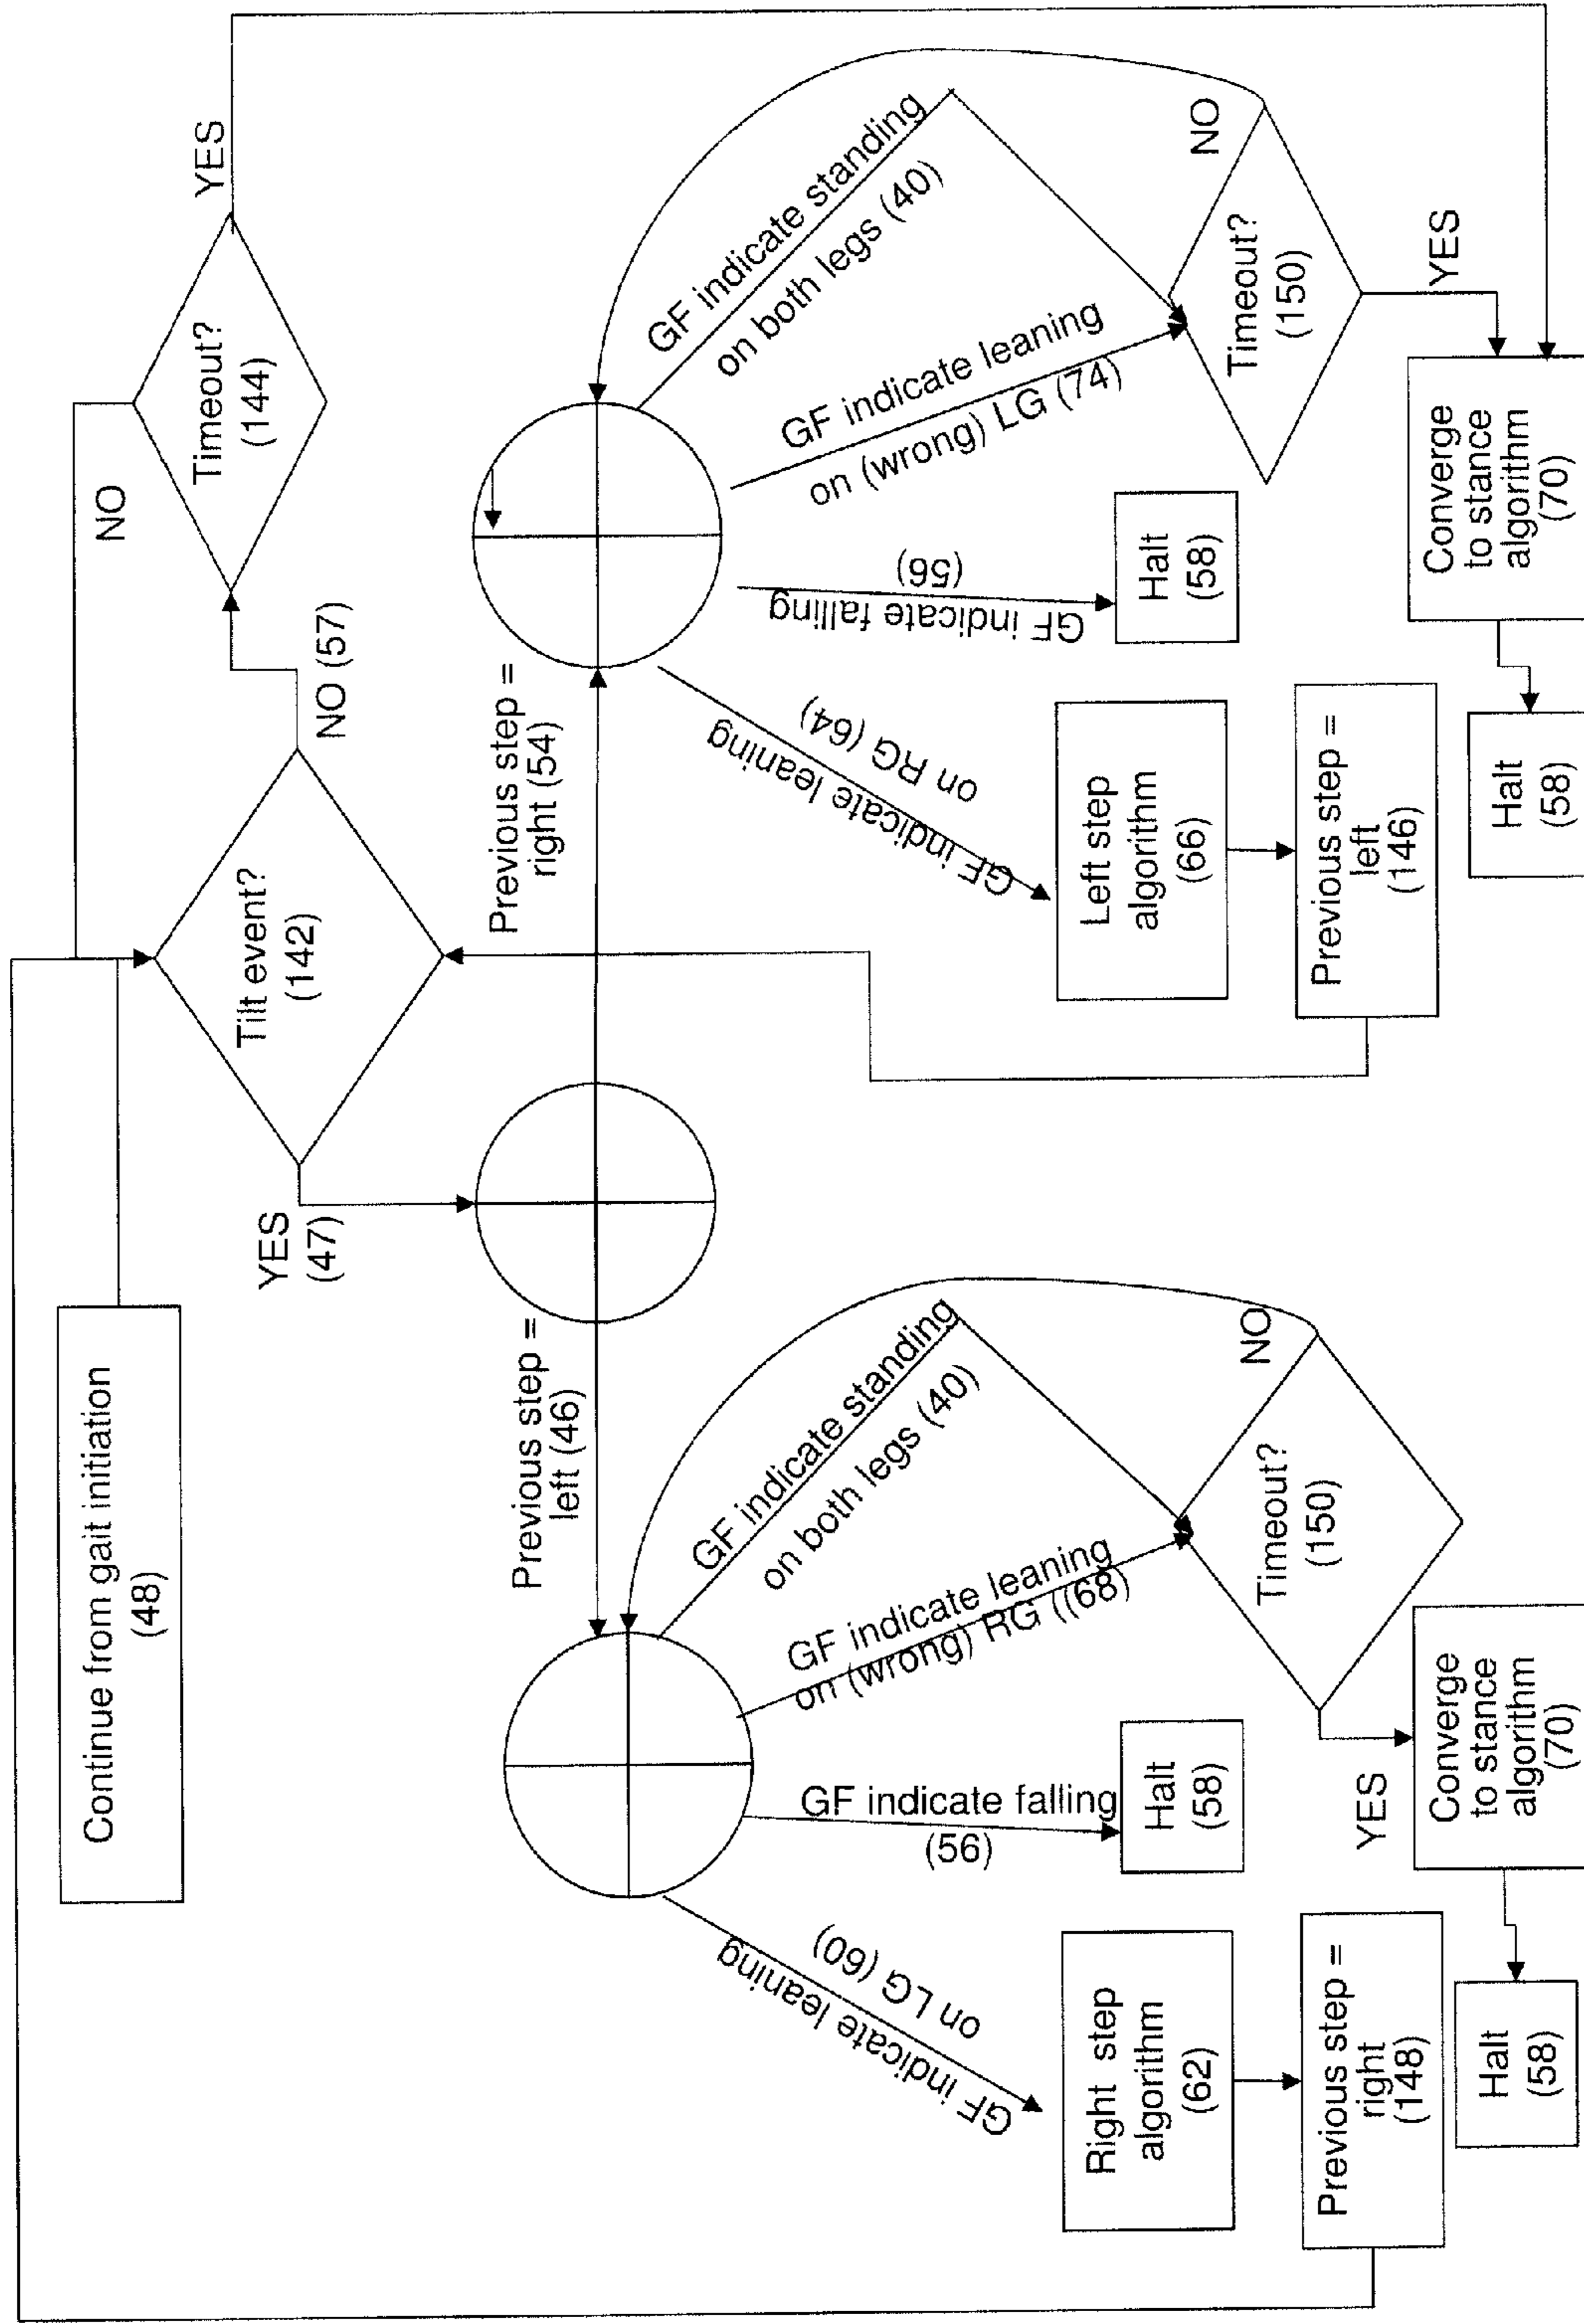 Continue from gait initiation
(48)
Tilt event?
(142)
YES
(47)
NO (57)
Timeout?
(144)
NO
YES
Previous step =
left (46)
Previous step =
right (54)
GF indicate leaning
on LG (60)
GF indicate falling
(56)
GF indicate leaning
on (wrong) RG ((68)
GF indicate standing
on both legs (40)
Right step
algorithm
(62)
Previous step =
right
(148)
Halt
(58)
Timeout?
(150)
NO
YES
Converge
to stance
algorithm
(70)
Halt
(58)
GF indicate leaning
on RG (64)
GF indicate falling
(56)
GF indicate leaning
on (wrong) LG (74)
GF indicate standing
on both legs (40)
Left step
algorithm
(66)
Previous step =
left
(146)
Halt
(58)
Timeout?
(150)
NO
YES
Converge
to stance
algorithm
(70)
Halt
(58)